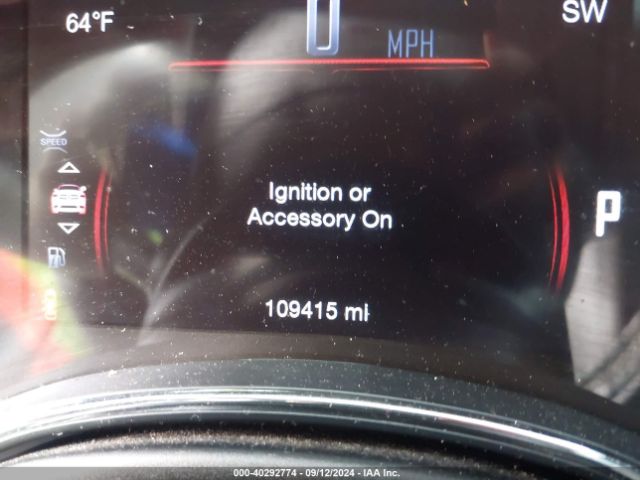 64°F
0 MPH
SW
SPEED
Ignition or
Accessory On
P
109415 mi
000-40292774 - 09/12/2024 - IAA Inc.